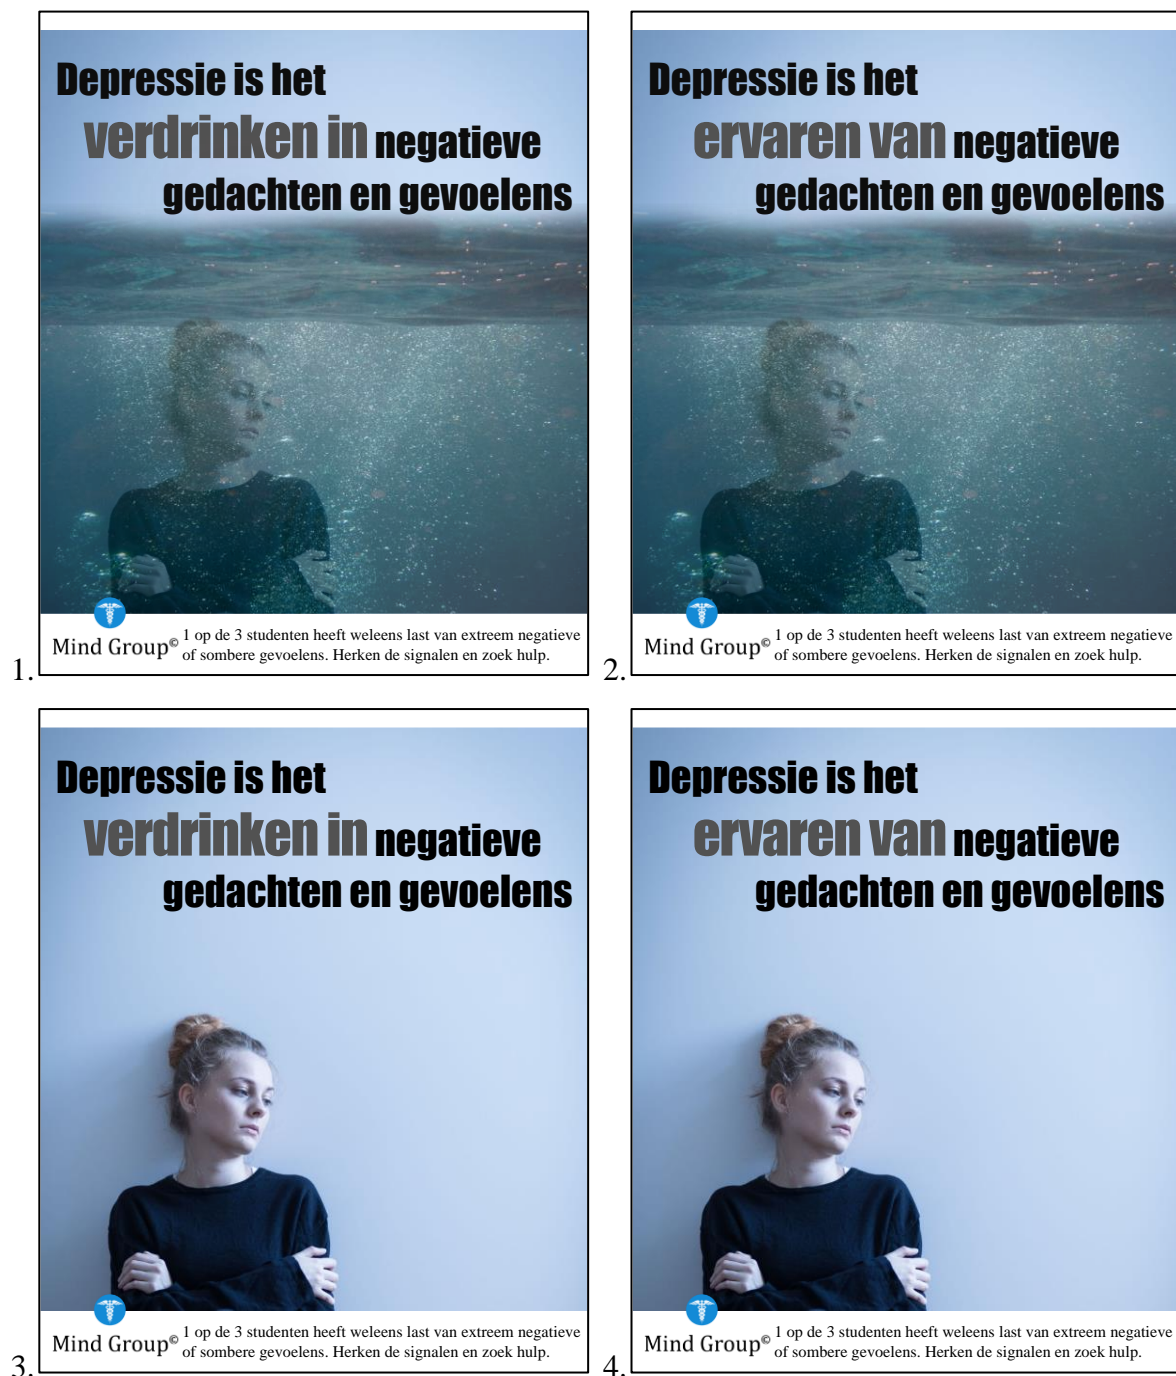 Depressie is het
verdrinken in negatieve
gedachten en gevoelens
Mind Group©
1 op de 3 studenten heeft weleens last van extreem negatieve
of sombere gevoelens. Herken de signalen en zoek hulp.
1.
Depressie is het
ervaren van negatieve
gedachten en gevoelens
Mind Group©
1 op de 3 studenten heeft weleens last van extreem negatieve
of sombere gevoelens. Herken de signalen en zoek hulp.
2.
Depressie is het
verdrinken in negatieve
gedachten en gevoelens
Mind Group©
1 op de 3 studenten heeft weleens last van extreem negatieve
of sombere gevoelens. Herken de signalen en zoek hulp.
3.
Depressie is het
ervaren van negatieve
gedachten en gevoelens
Mind Group©
1 op de 3 studenten heeft weleens last van extreem negatieve
of sombere gevoelens. Herken de signalen en zoek hulp.
4.